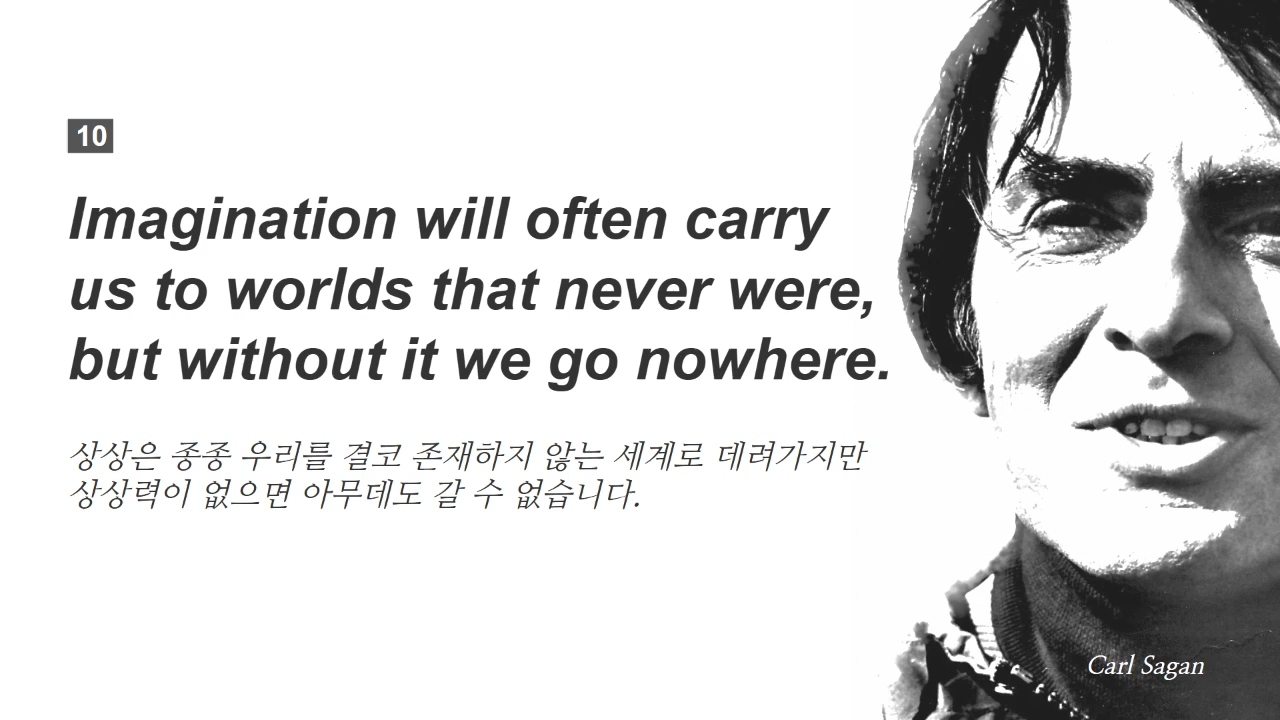 10
Imagination will often carry
us to worlds that never were,
but without it we go nowhere.
상상은 종종 우리를 결코 존재하지 않는 세계로 데려가지만
상상력이 없으면 아무데도 갈 수 없습니다.
Carl Sagan